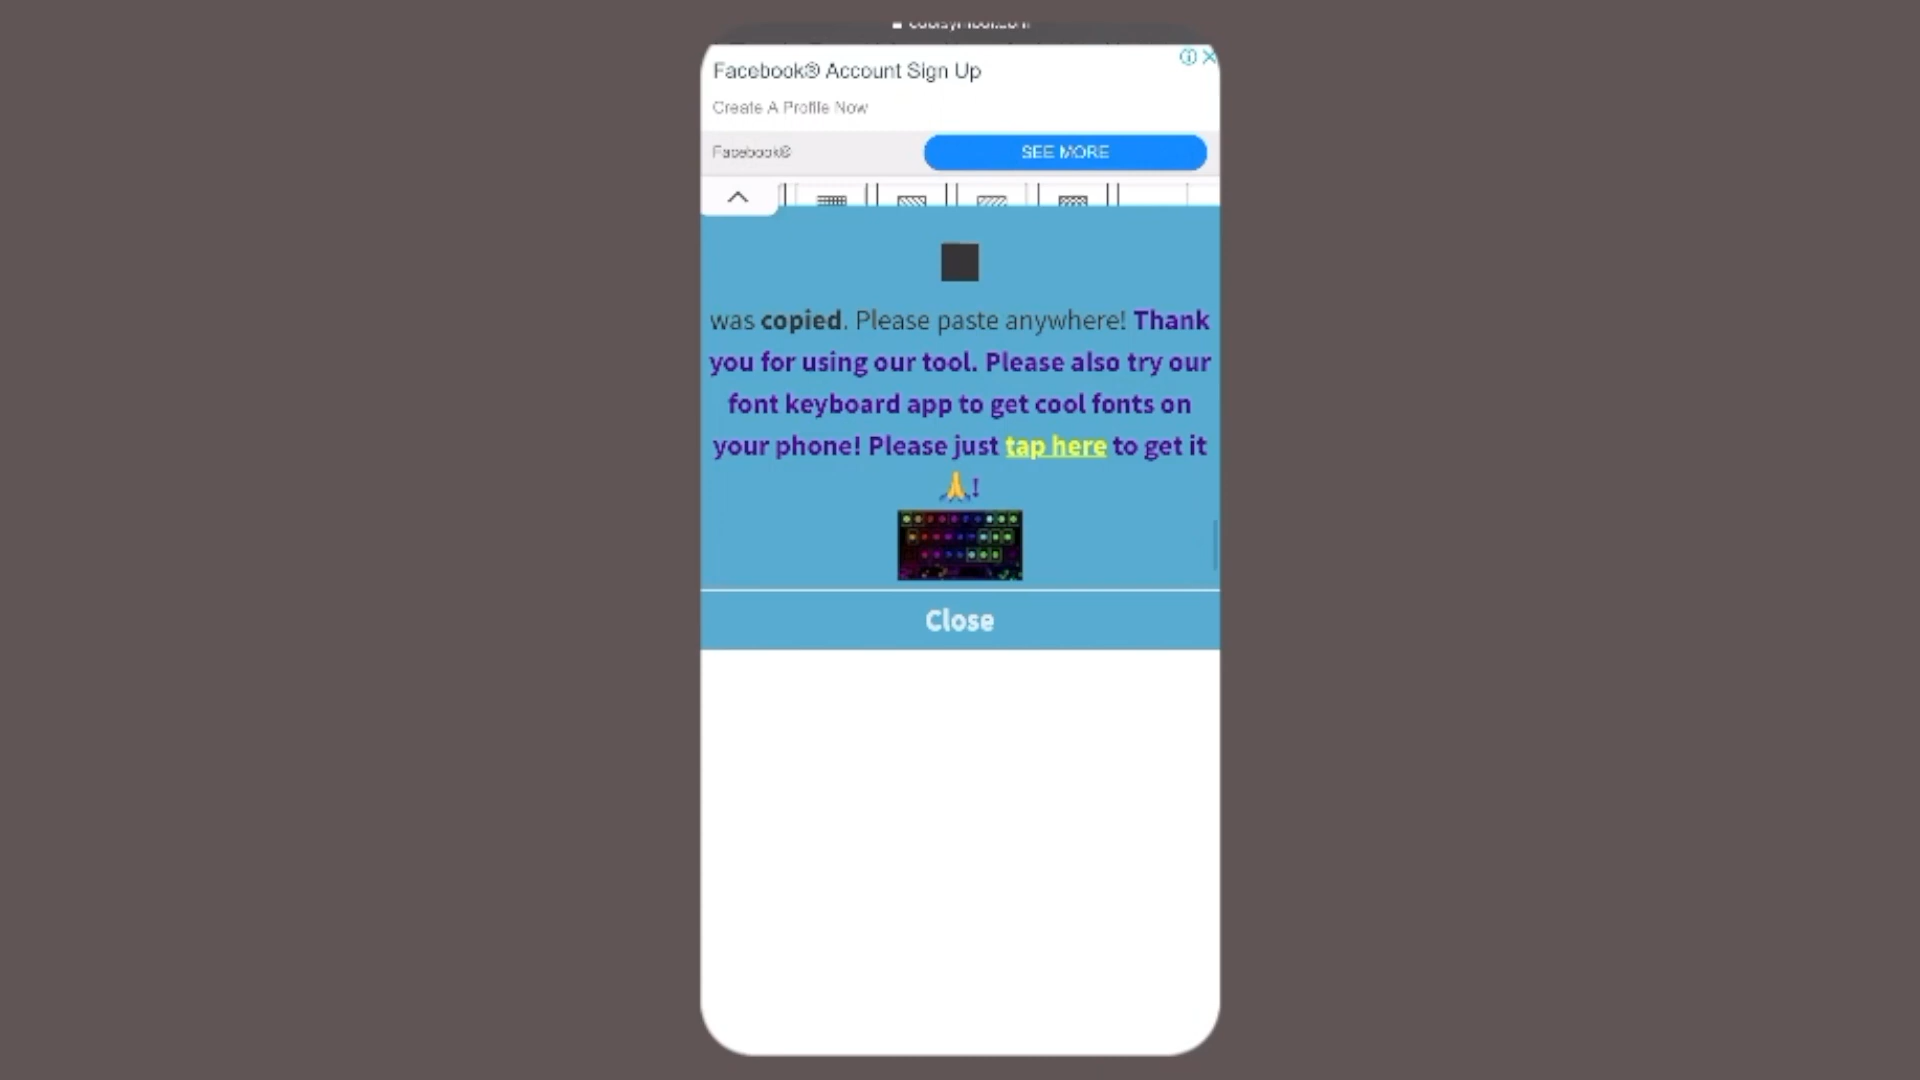 Facebook® Account Sign Up
Create A Profile Now
Facebook®
SEE MORE
was copied. Please paste anywhere! Thank
you for using our tool. Please also try our
font keyboard app to get cool fonts on
your phone! Please just tap here to get it
🙏!
Close